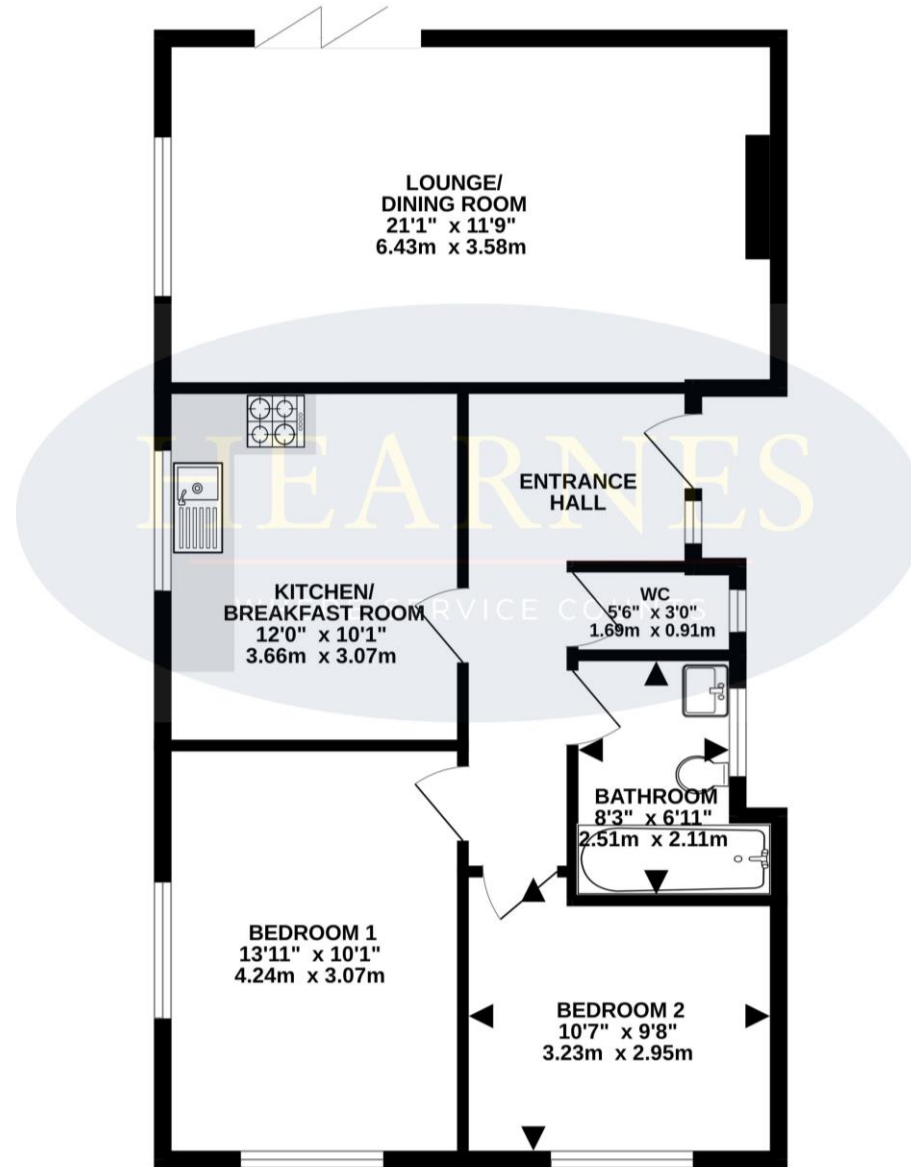 LOUNGE/
DINING ROOM
21'1" x 11'9"
6.43m x 3.58m
HEARNES
ENTRANCE
HALL
WHERE SERVICE COUNTS
KITCHEN/
BREAKFAST ROOM
12'0" x 10'1"
3.66m x 3.07m
WC
5'6" x 3'0"
1.69m x 0.91m
BATHROOM
8'3" x 6'11"
2.51m x 2.11m
BEDROOM 1
13'11" x 10'1"
4.24m x 3.07m
BEDROOM 2
10'7" x 9'8"
3.23m x 2.95m